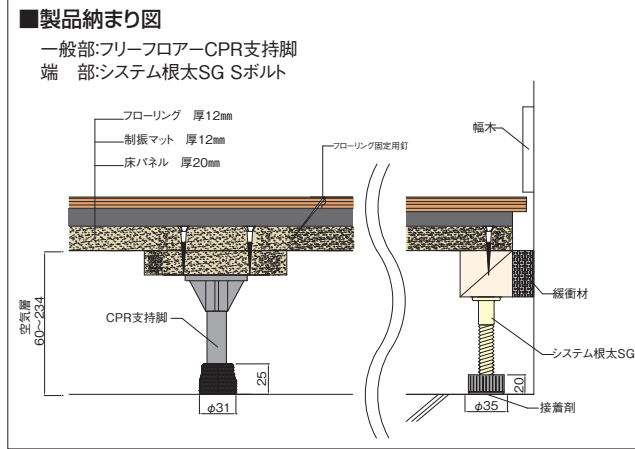 ■製品納まり図
一般部:フリーフロアーCPR支持脚
端　部:システム根太SG Sボルト
フローリング　厚12mm
制振マット　厚12mm
床パネル　厚20mm
フローリング固定用釘
幅木
空気層
60~234
CPR支持脚
25
φ31
緩衝材
システム根太SG
20
φ35
接着剤